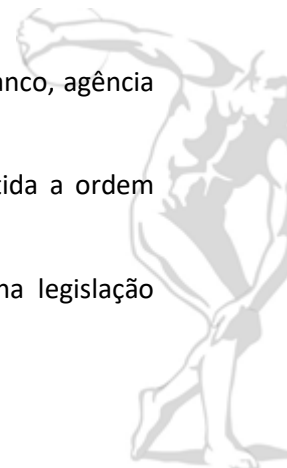 anco, agência
tida a ordem
na legislação